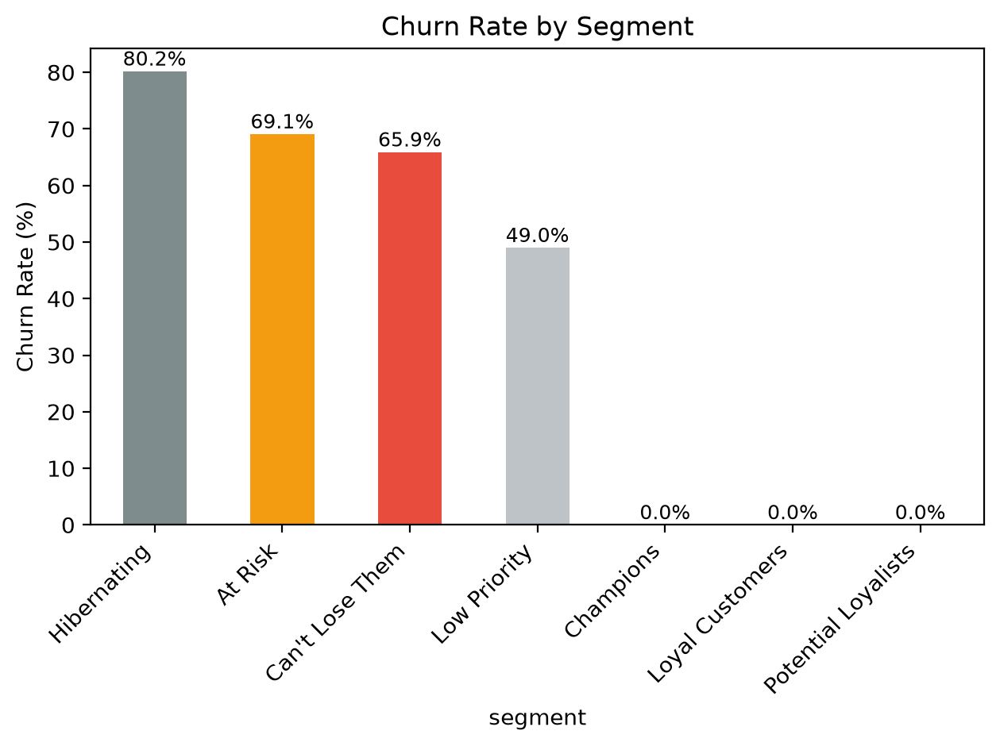 Churn Rate by Segment
Churn Rate (%)
80
70
60
50
40
30
20
10
0
80.2%
69.1%
65.9%
49.0%
0.0%
0.0%
0.0%
Hibernating
At Risk
Can't Lose Them
Low Priority
Champions
Loyal Customers
Potential Loyalists
segment